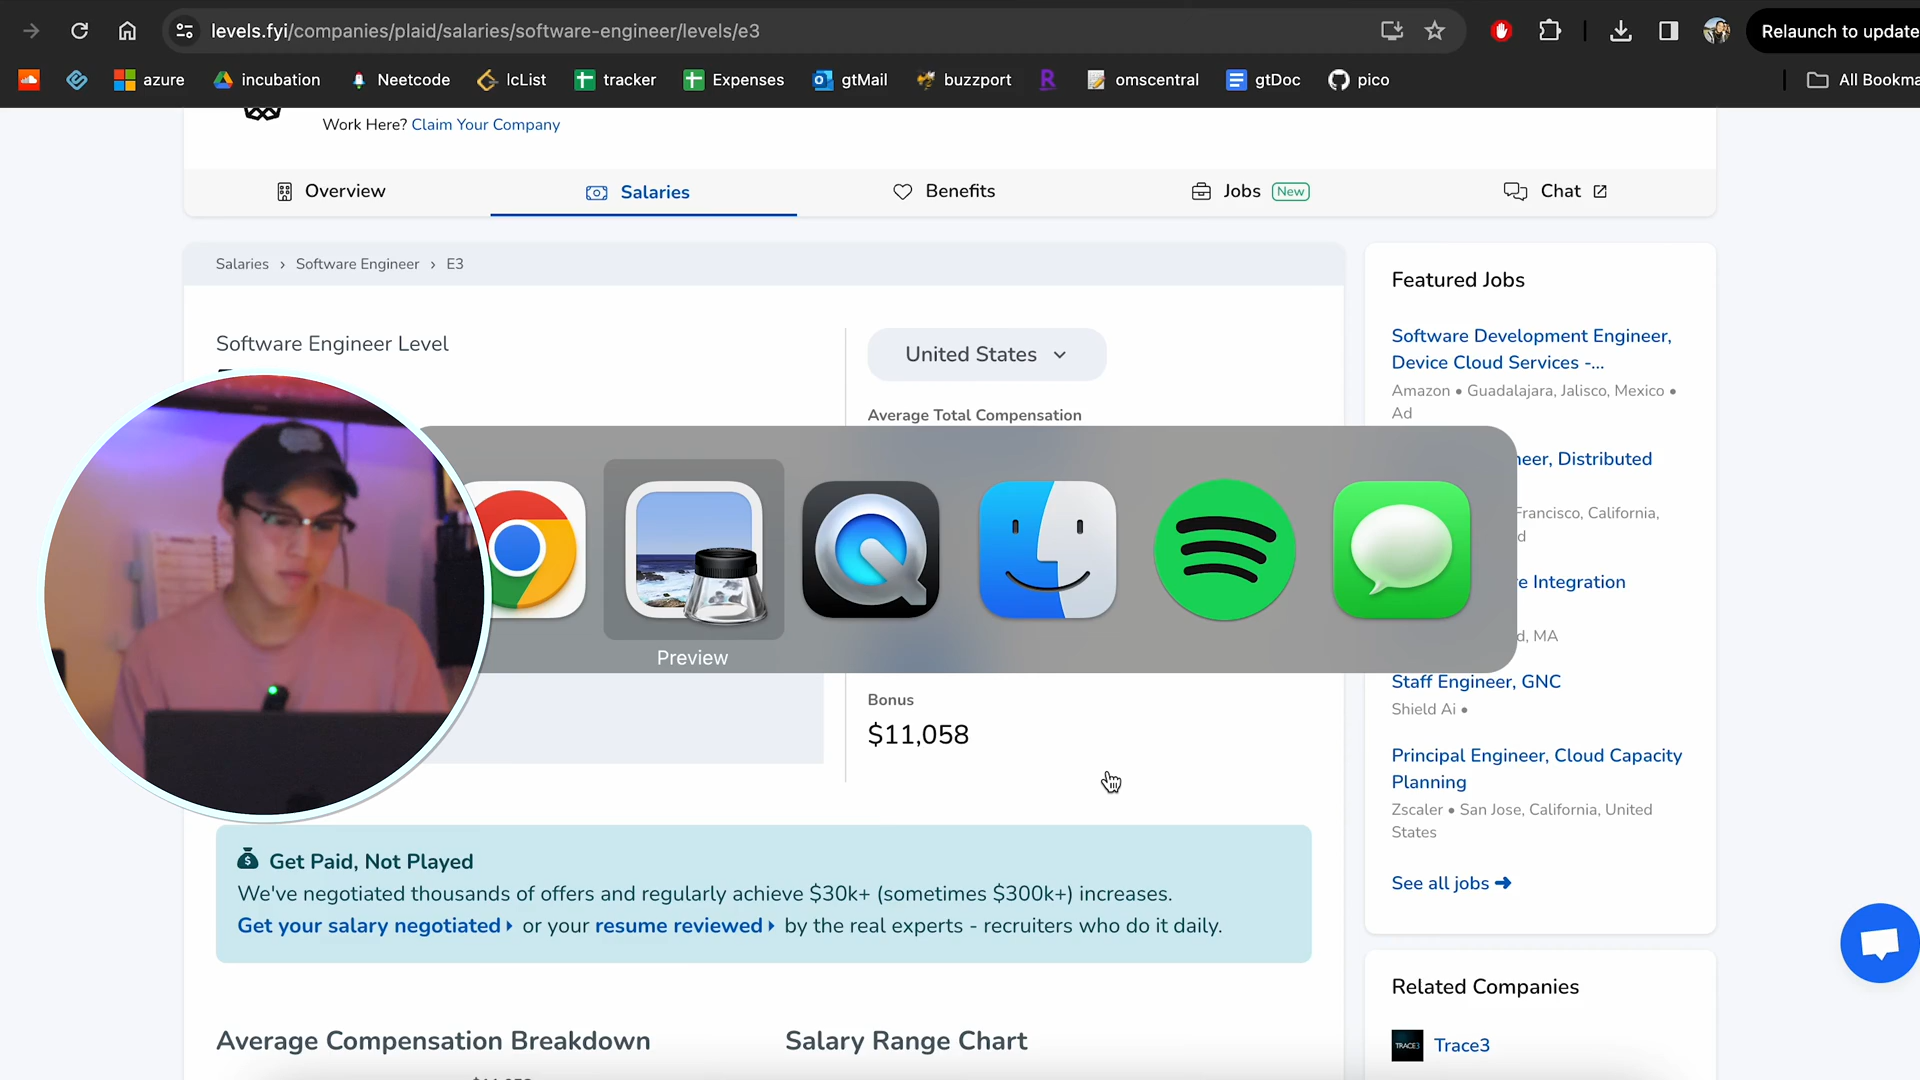 levels.fyi/companies/plaid/salaries/software-engineer/levels/e3
Relaunch to update
azure
incubation
Neetcode
lcList
tracker
Expenses
gtMail
buzzport
R
omscentral
gtDoc
pico
All Bookma
Work Here? Claim Your Company
Overview
Salaries
Benefits
Jobs New
Chat
Salaries › Software Engineer › E3
Software Engineer Level
United States
Average Total Compensation
Preview
Bonus
$11,058
Get Paid, Not Played
We've negotiated thousands of offers and regularly achieve $30k+ (sometimes $300k+) increases.
Get your salary negotiated or your resume reviewed by the real experts - recruiters who do it daily.
Average Compensation Breakdown
Salary Range Chart
Featured Jobs
Software Development Engineer,
Device Cloud Services -...
Amazon • Guadalajara, Jalisco, Mexico •
Ad
neer, Distributed
Francisco, California,
d
e Integration
d, MA
Staff Engineer, GNC
Shield Ai •
Principal Engineer, Cloud Capacity
Planning
Zscaler • San Jose, California, United
States
See all jobs
Related Companies
TRACE3
Trace3